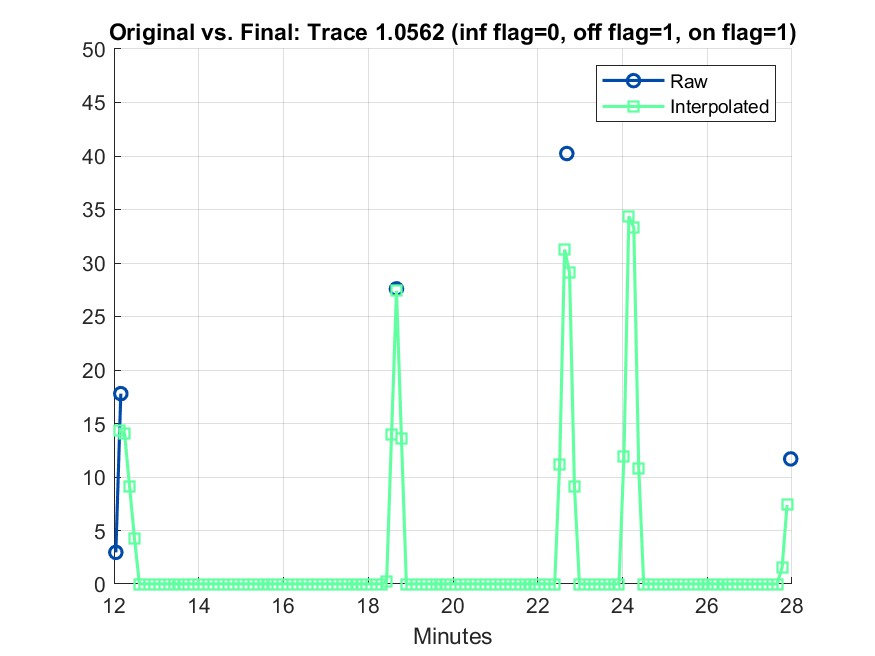 Original vs. Final: Trace 1.0562 (inf flag=0, off flag=1, on flag=1)
50
45
40
35
30
25
20
15
10
5
0
Raw
Interpolated
12 14 16 18 20 22 24 26 28
Minutes